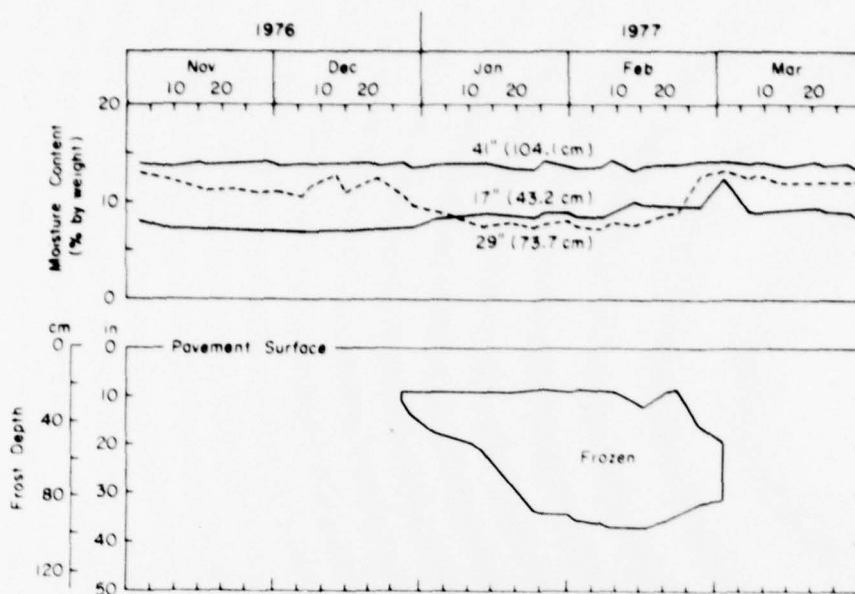 1976 1977
Nov Dec Jan Feb Mar
10 20 10 20 10 20 10 20 10 20
20
41" (104.1cm)
Moisture Content
(% by weight)
10
17" (43.2 cm)
29" (73.7 cm)
0
cm in
0 0 Pavement Surface
10
40
20
Frozen
Frost Depth
30
80
40
120
50